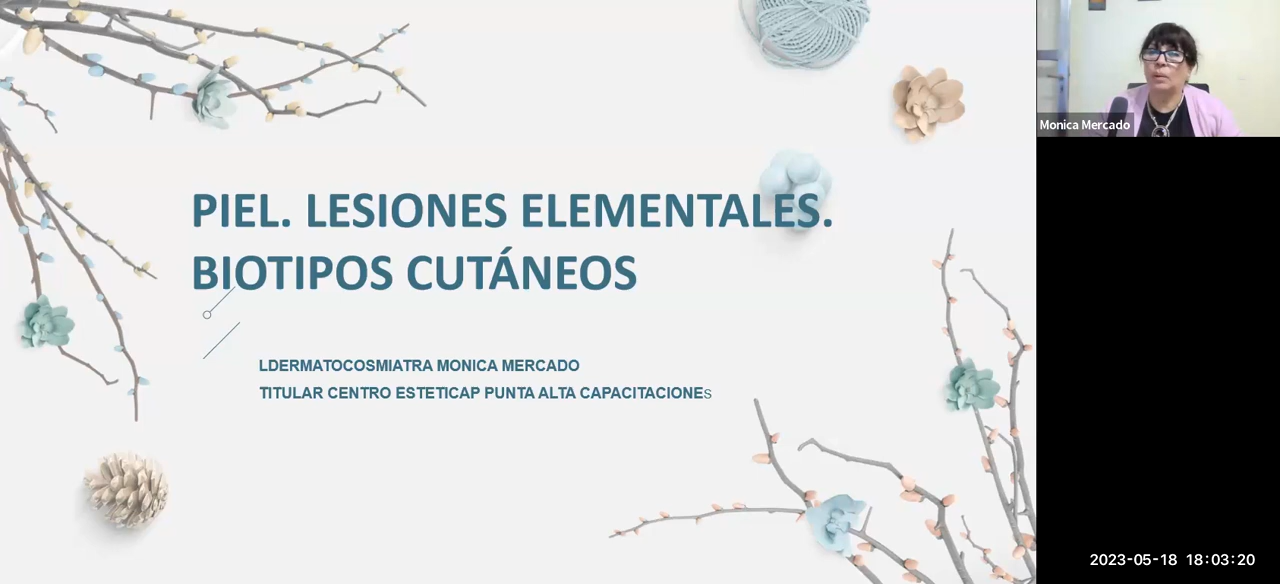 PIEL. LESIONES ELEMENTALES.
BIOTIPOS CUTÁNEOS
LDERMATOCOSMIATRA MONICA MERCADO
TITULAR CENTRO ESTETICAP PUNTA ALTA CAPACITACIONES
Monica Mercado
2023-05-18 18:03:20